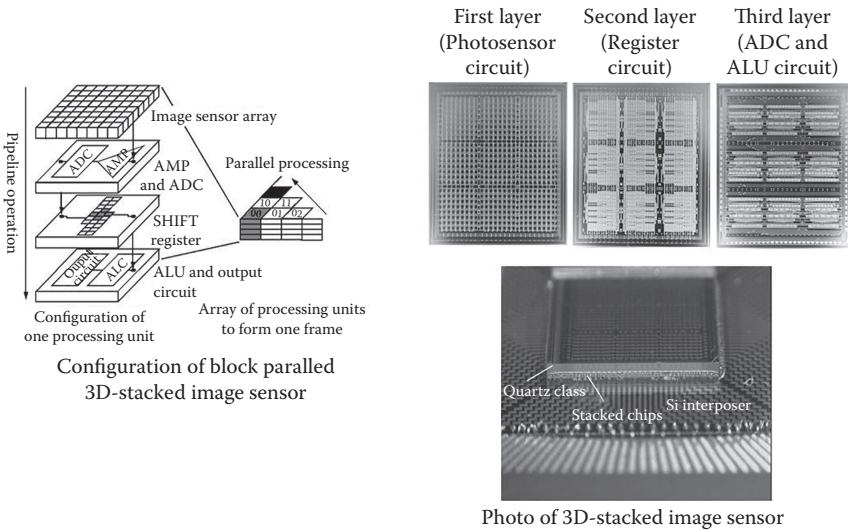 First layer
(Photosensor
circuit)
Second layer
(Register
circuit)
Third layer
(ADC and
ALU circuit)
Pipeline operation
Image sensor array
ADC
AMP
AMP
and ADC
SHIFT
register
Ouput
circuit
ALC
ALU and output
circuit
Configuration of
one processing unit
Parallel processing
10 11
00 01 02
Array of processing units
to form one frame
Configuration of block paralled
3D-stacked image sensor
Quartz class
Stacked chips
Si interposer
Photo of 3D-stacked image sensor